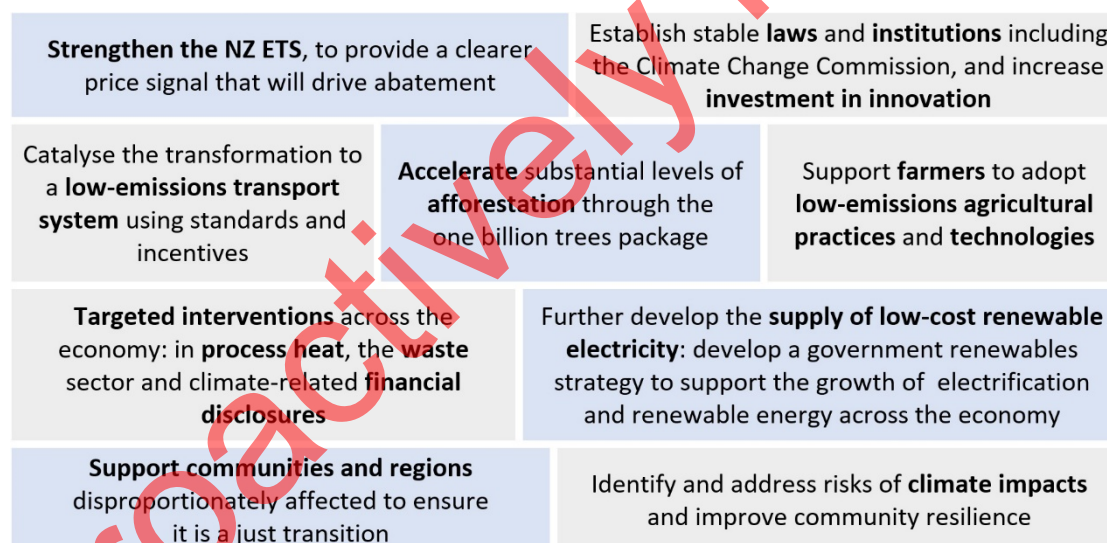 Strengthen the NZ ETS, to provide a clearer
price signal that will drive abatement
Establish stable laws and institutions including
the Climate Change Commission, and increase
investment in innovation
Catalyse the transformation to
a low-emissions transport
system using standards and
incentives
Accelerate substantial levels of
afforestation through the
one billion trees package
Support farmers to adopt
low-emissions agricultural
practices and technologies
Targeted interventions across the
economy: in process heat, the waste
sector and climate-related financial
disclosures
Further develop the supply of low-cost renewable
electricity: develop a government renewables
strategy to support the growth of electrification
and renewable energy across the economy
Support communities and regions
disproportionately affected to ensure
it is a just transition
Identify and address risks of climate impacts
and improve community resilience
roactively